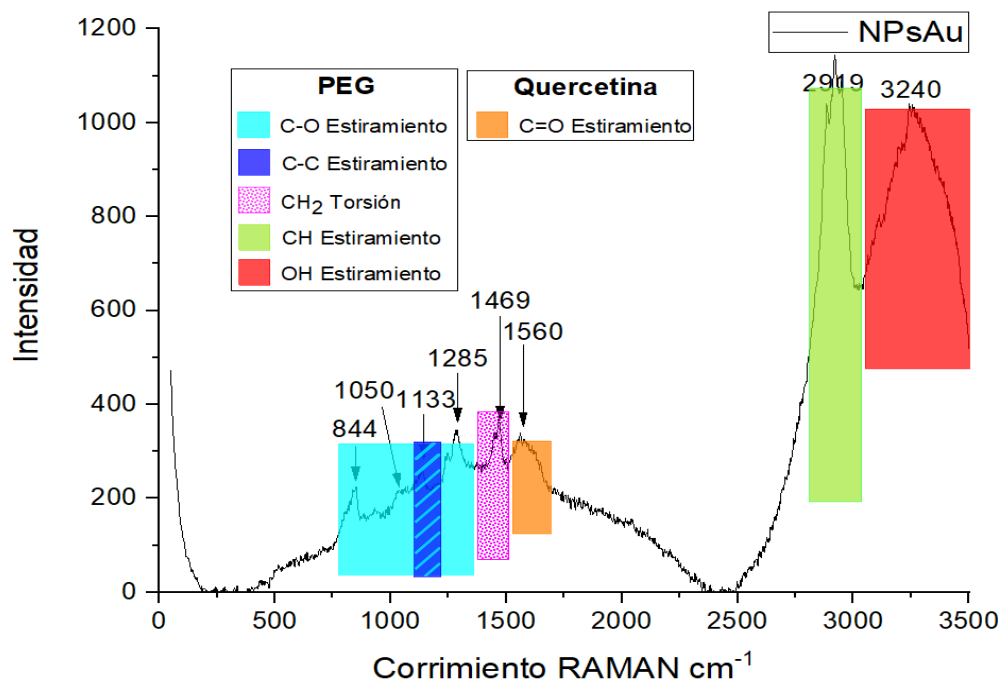 NPsAu
PEG
C-O Estiramiento
C-C Estiramiento
CH₂ Torsión
CH Estiramiento
OH Estiramiento
Quercetina
C=O Estiramiento
2919
3240
1469
1560
1285
1050
1133
844
Intensidad
1200
1000
800
600
400
200
0
0 500 1000 1500 2000 2500 3000 3500
Corrimiento RAMAN cm⁻¹